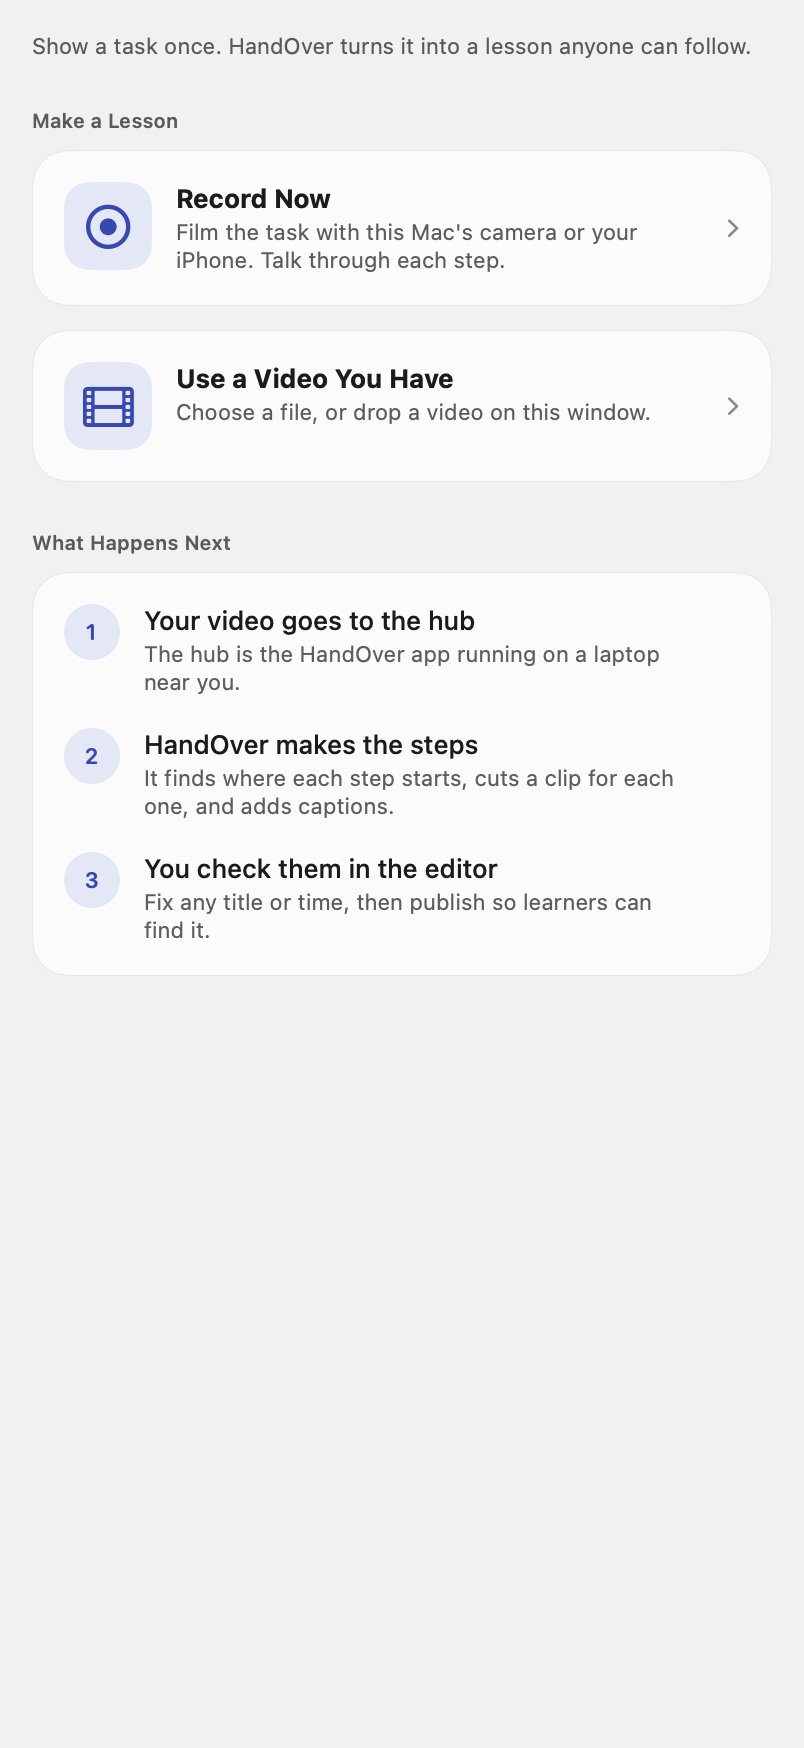 Show a task once. HandOver turns it into a lesson anyone can follow.
Make a Lesson
Record Now
Film the task with this Mac's camera or your
iPhone. Talk through each step.
Use a Video You Have
Choose a file, or drop a video on this window.
What Happens Next
1
Your video goes to the hub
The hub is the HandOver app running on a laptop
near you.
2
HandOver makes the steps
It finds where each step starts, cuts a clip for each
one, and adds captions.
3
You check them in the editor
Fix any title or time, then publish so learners can
find it.